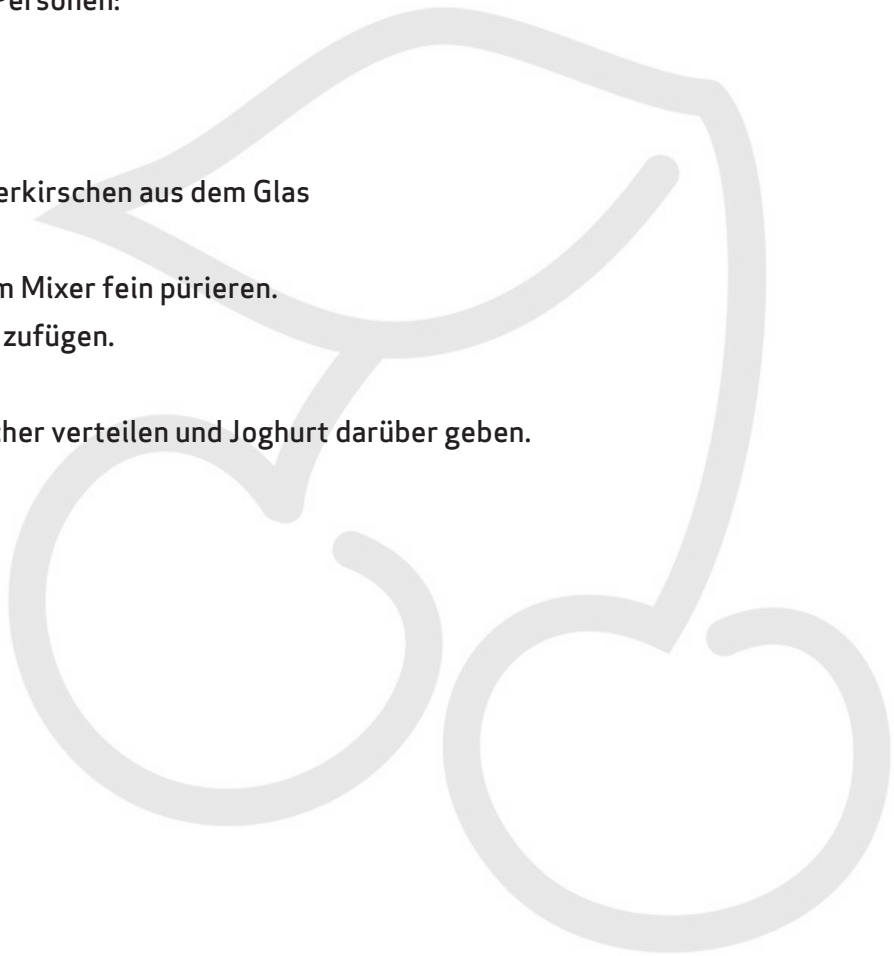 Personen:
erkirschen aus dem Glas
m Mixer fein pürieren.
zufügen.
her verteilen und Joghurt darüber geben.